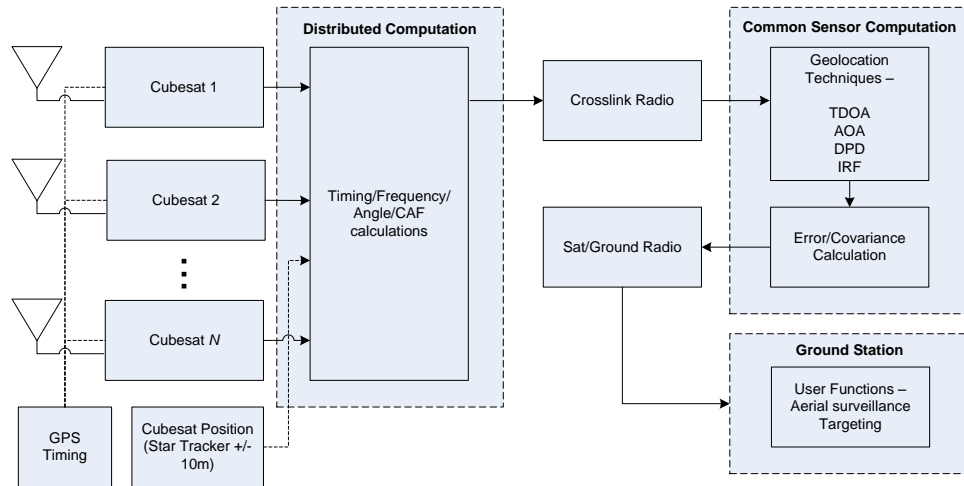 Distributed Computation
Common Sensor Computation
Cubesat 1
Cubesat 2
Cubesat N
GPS
Timing
Cubesat Position
(Star Tracker +/-
10m)
Timing/Frequency/
Angle/CAF
calculations
Crosslink Radio
Geolocation
Techniques –
TDOA
AOA
DPD
IRF
Error/Covariance
Calculation
Sat/Ground Radio
Ground Station
User Functions –
Aerial surveillance
Targeting